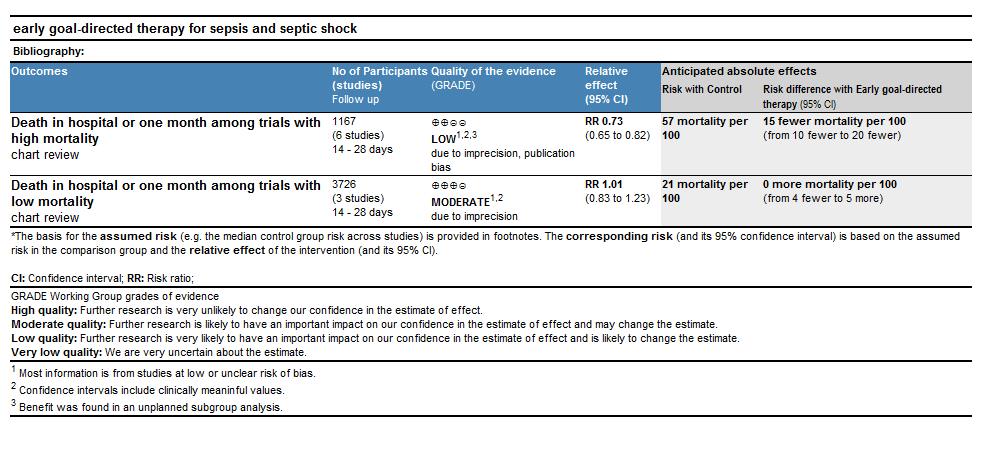 early goal-directed therapy for sepsis and septic shock
Bibliography:
Outcomes
No of Participants
(studies)
Follow up
Quality of the evidence
(GRADE)
Relative
effect
(95% CI)
Anticipated absolute effects
Risk with Control
Risk difference with Early goal-directed
therapy (95% CI)
Death in hospital or one month among trials with
high mortality
chart review
1167
(6 studies)
14 - 28 days
⊕⊕⊖⊖
LOW1,2,3
due to imprecision, publication
bias
RR 0.73
(0.65 to 0.82)
57 mortality per
100
15 fewer mortality per 100
(from 10 fewer to 20 fewer)
Death in hospital or one month among trials with
low mortality
chart review
3726
(3 studies)
14 - 28 days
⊕⊕⊕⊖
MODERATE1,2
due to imprecision
RR 1.01
(0.83 to 1.23)
21 mortality per
100
0 more mortality per 100
(from 4 fewer to 5 more)
*The basis for the assumed risk (e.g. the median control group risk across studies) is provided in footnotes. The corresponding risk (and its 95% confidence interval) is based on the assumed
risk in the comparison group and the relative effect of the intervention (and its 95% CI).
CI: Confidence interval; RR: Risk ratio;
GRADE Working Group grades of evidence
High quality: Further research is very unlikely to change our confidence in the estimate of effect.
Moderate quality: Further research is likely to have an important impact on our confidence in the estimate of effect and may change the estimate.
Low quality: Further research is very likely to have an important impact on our confidence in the estimate of effect and is likely to change the estimate.
Very low quality: We are very uncertain about the estimate.
1 Most information is from studies at low or unclear risk of bias.
2 Confidence intervals include clinically meaninful values.
3 Benefit was found in an unplanned subgroup analysis.